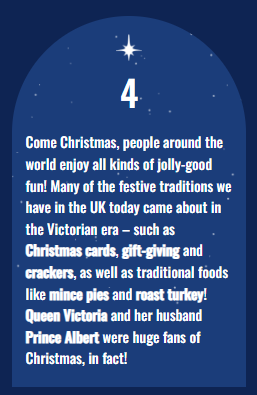 4
Come Christmas, people around the
world enjoy all kinds of jolly-good
fun! Many of the festive traditions we
have in the UK today came about in
the Victorian era – such as
Christmas cards, gift-giving and
crackers, as well as traditional foods
like mince pies and roast turkey!
Queen Victoria and her husband
Prince Albert were huge fans of
Christmas, in fact!